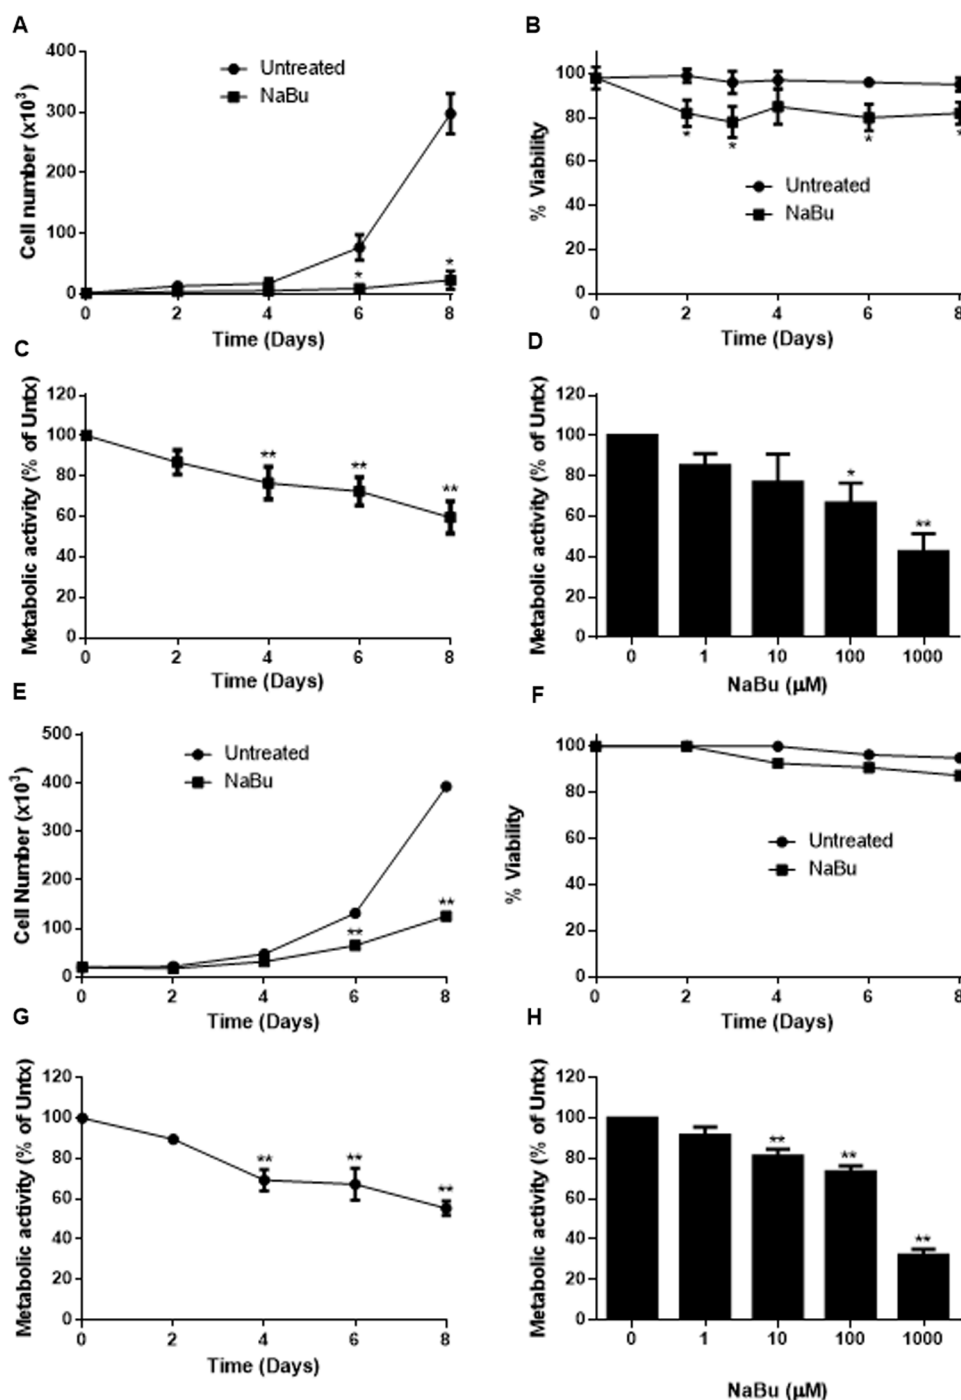 A
Cell number (x10³)
400
300
200
100
0
Untreated
NaBu
*
*
0 2 4 6 8
Time (Days)
B
% Viability
100
80
60
40
20
0
* * * *
Untreated
NaBu
0 2 4 6 8
Time (Days)
C
Metabolic activity (% of Untx)
120
100
80
60
40
20
0
** ** **
0 2 4 6 8
Time (Days)
D
Metabolic activity (% of Untx)
120
100
80
60
40
20
0
* **
0 1 10 100 1000
NaBu (µM)
E
Cell Number (x10³)
500
400
300
200
100
0
Untreated
NaBu
**
**
0 2 4 6 8
Time (Days)
F
% Viability
100
80
60
40
20
0
Untreated
NaBu
0 2 4 6 8
Time (Days)
G
Metabolic activity (% of Untx)
120
100
80
60
40
20
0
** ** **
0 2 4 6 8
Time (Days)
H
Metabolic activity (% of Untx)
120
100
80
60
40
20
0
** ** **
0 1 10 100 1000
NaBu (µM)